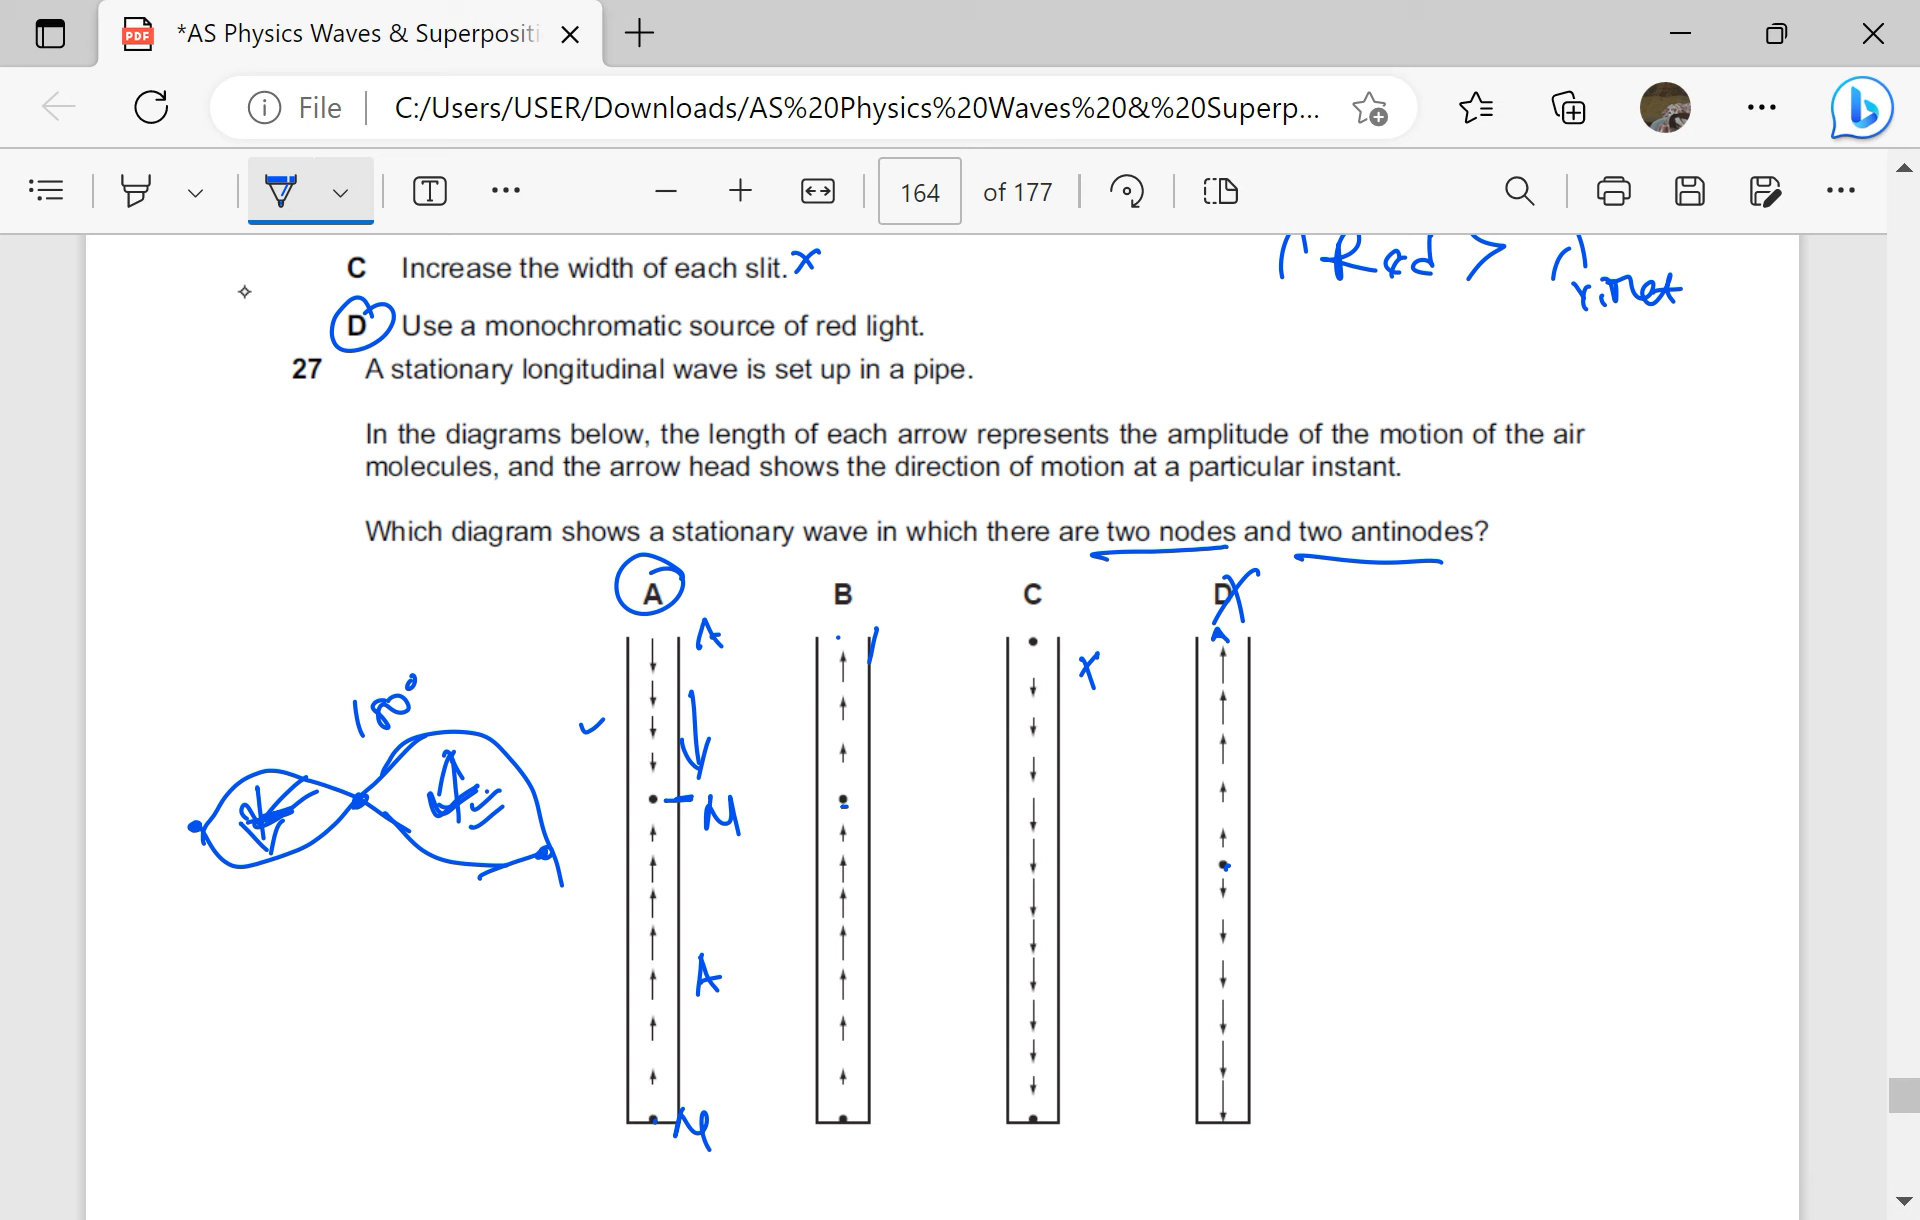 *AS Physics Waves & Superpositi
File
C:/Users/USER/Downloads/AS%20Physics%20Waves%20&%20Superp...
164 of 177
λ Red > λ violet
C Increase the width of each slit. x
D Use a monochromatic source of red light.
27 A stationary longitudinal wave is set up in a pipe.
In the diagrams below, the length of each arrow represents the amplitude of the motion of the air
molecules, and the arrow head shows the direction of motion at a particular instant.
Which diagram shows a stationary wave in which there are two nodes and two antinodes?
A B C D
A
x
180°
N
A
N